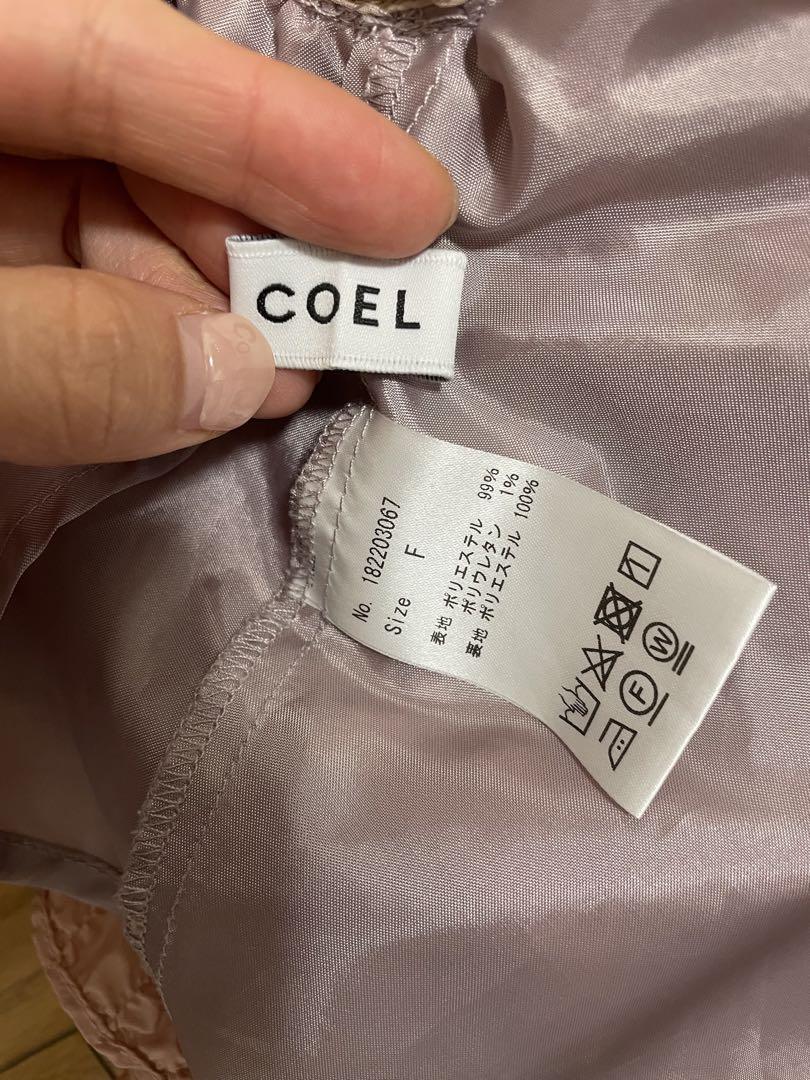 COEL
No. 182203067
Size F
表地 ポリエステル 99%
ポリウレタン 1%
裏地 ポリエステル 100%
F
W